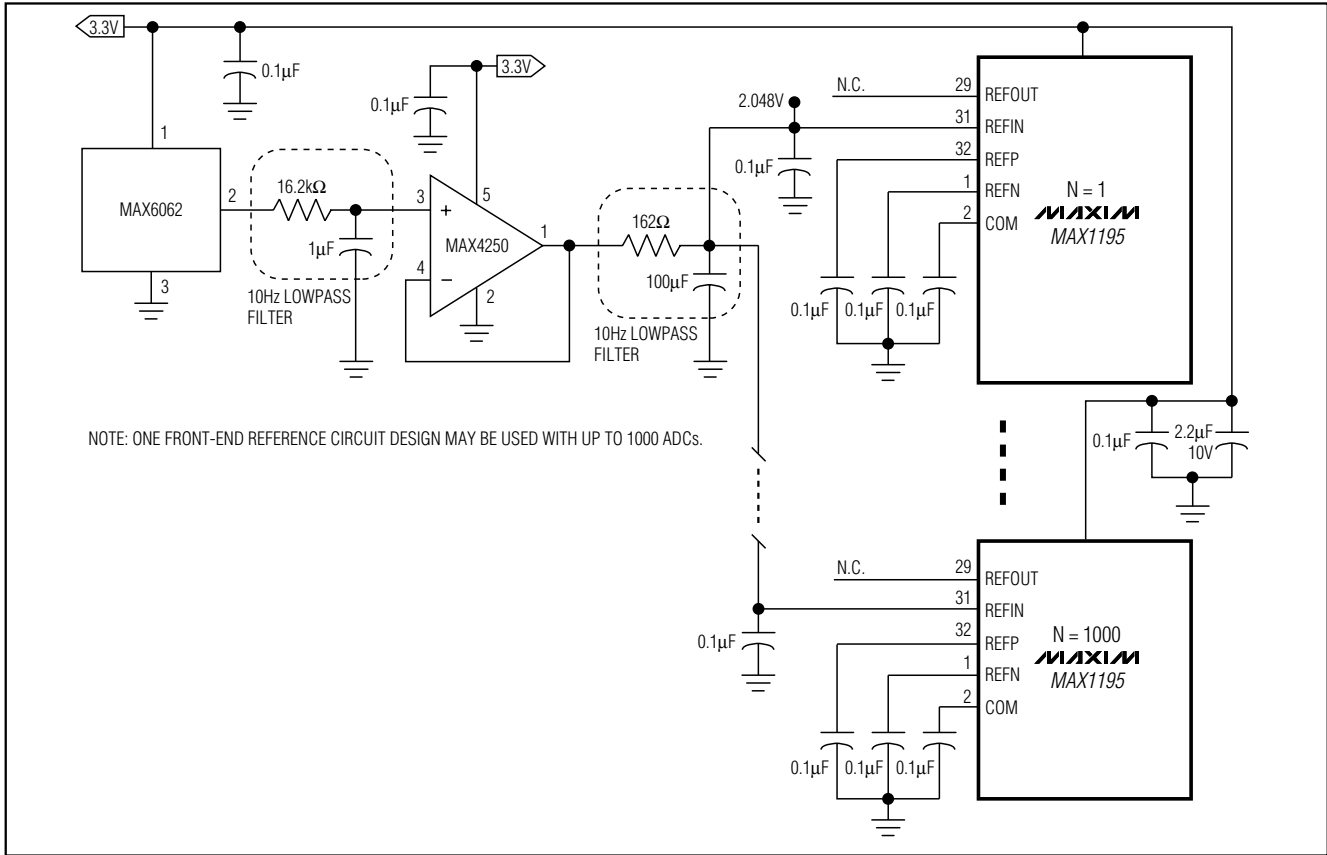 3.3V
0.1µF
1
MAX6062
2
3
16.2kΩ
1µF
10Hz LOWPASS
FILTER
0.1µF
3.3V
3
+
5
MAX4250
1
4
−
2
162Ω
100µF
10Hz LOWPASS
FILTER
2.048V
0.1µF
N.C.
29
REFOUT
31
REFIN
32
REFP
1
REFN
2
COM
N = 1
MAXIM
MAX1195
0.1µF
0.1µF
0.1µF
NOTE: ONE FRONT-END REFERENCE CIRCUIT DESIGN MAY BE USED WITH UP TO 1000 ADCs.
0.1µF
2.2µF
10V
N.C.
29
REFOUT
31
REFIN
32
REFP
1
REFN
2
COM
N = 1000
MAXIM
MAX1195
0.1µF
0.1µF
0.1µF
0.1µF